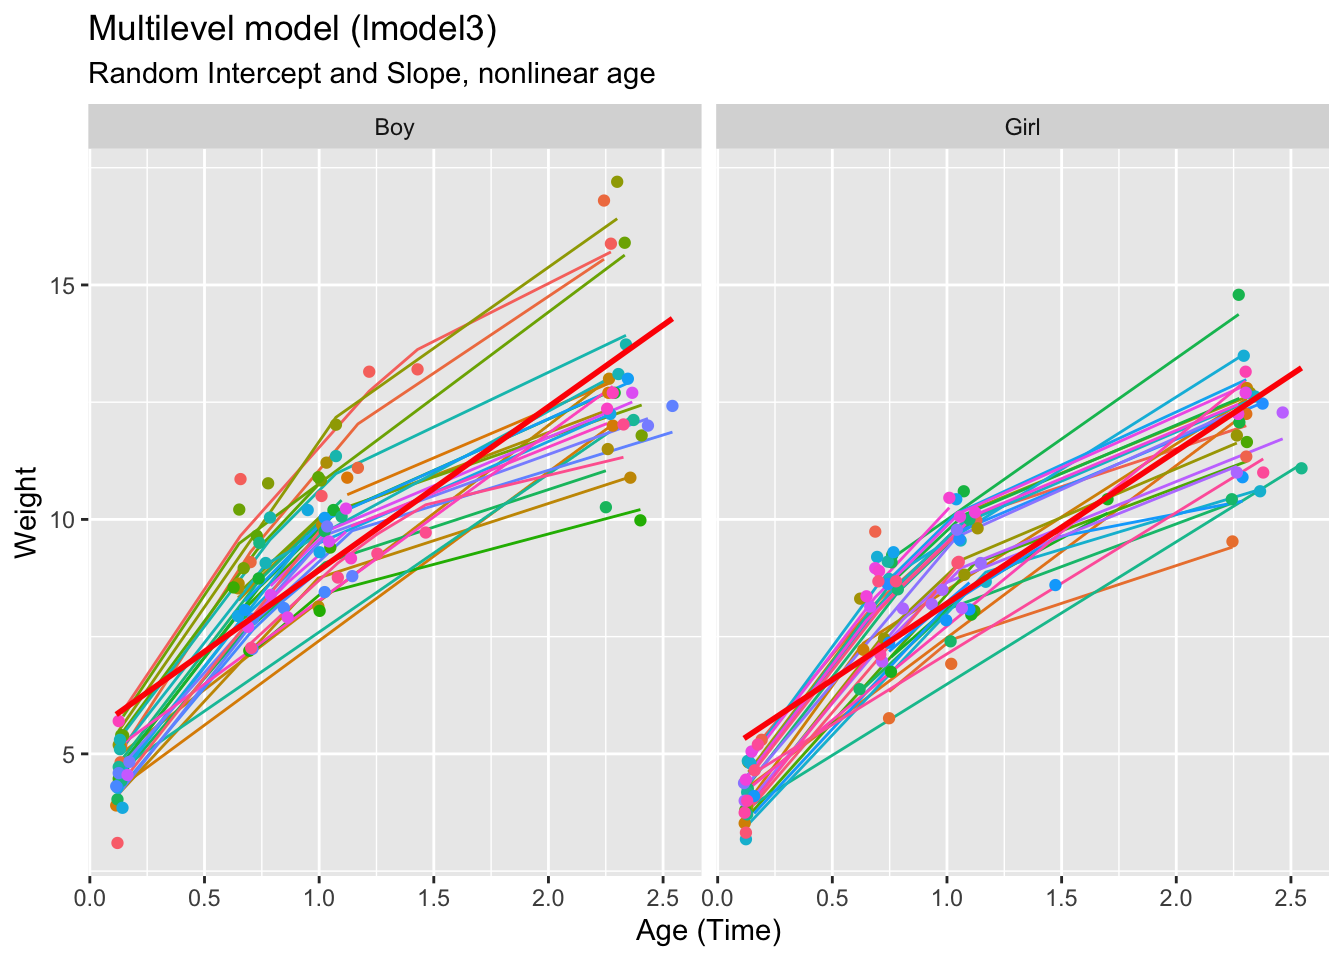 Multilevel model (lmodel3)
Random Intercept and Slope, nonlinear age
Boy
Girl
15
10
5
Weight
0.0 0.5 1.0 1.5 2.0 2.5
0.0 0.5 1.0 1.5 2.0 2.5
Age (Time)